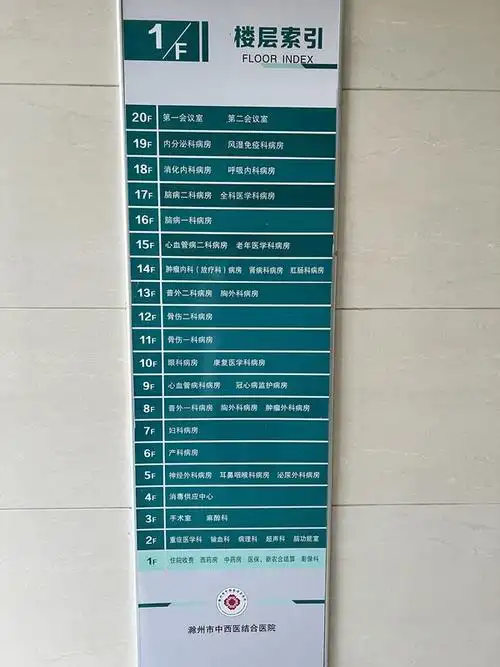 1/F 楼层索引
FLOOR INDEX
20F 第一会议室 第二会议室
19F 内分泌科病房 风湿免疫科病房
18F 消化内科病房 呼吸内科病房
17F 脑病二科病房 全科医学科病房
16F 脑病一科病房
15F 心血管病二科病房 老年医学科病房
14F 肿瘤内科（放疗科）病房 肾病科病房 肛肠科病房
13F 普外二科病房 胸外科病房
12F 骨伤二科病房
11F 骨伤一科病房
10F 眼科病房 康复医学科病房
9F 心血管病科病房 冠心病监护病房
8F 普外一科病房 胸外科病房 肿瘤外科病房
7F 妇科病房
6F 产科病房
5F 神经外科病房 耳鼻咽喉科病房 泌尿外科病房
4F 消毒供应中心
3F 手术室 麻醉科
2F 重症医学科 输血科 病理科 超声科 脑功能室
1F 住院收费 西药房 中药房 医保、新农合结算 影像科
滁州市中西医结合医院